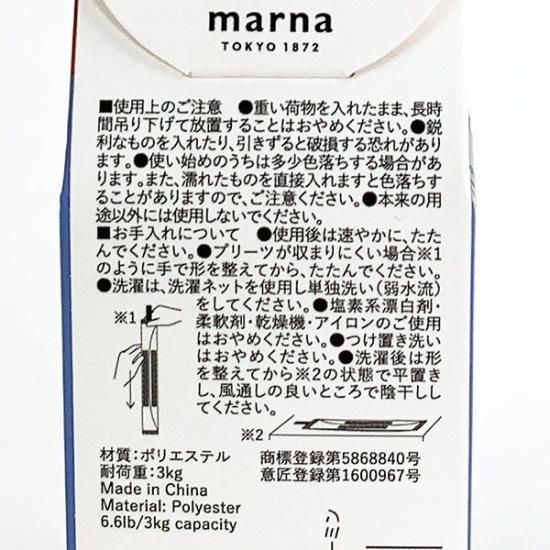 marna
TOKYO 1872
■使用上のご注意 ●重い荷物を入れたまま、長時
間吊り下げて放置することはおやめください。●鋭
利なものを入れたり、引きずると破損する恐れがあり
ます。●使い始めのうちは多少色落ちする場合があ
ります。また、濡れたものを直接入れますと色落ちす
ることがありますので、ご注意ください。●本来の用
途以外には使用しないでください。
■お手入れについて ●使用後は速やかに、たた
んでください。●プリーツが収まりにくい場合※1
のように手で形を整えてから、たたんでください。
●洗濯は、洗濯ネットを使用し単独洗い(弱水流)
をしてください。●塩素系漂白剤・
柔軟剤・乾燥機・アイロンのご使用
はおやめください。●つけ置き洗い
はおやめください。●洗濯後は形
を整えてから※2の状態で平置き
し、風通しの良いところで陰干しし
てください。
※1
※2
材質:ポリエステル
耐荷重:3kg
Made in China
Material: Polyester
6.6lb/3kg capacity
商標登録第5868840号
意匠登録第1600967号